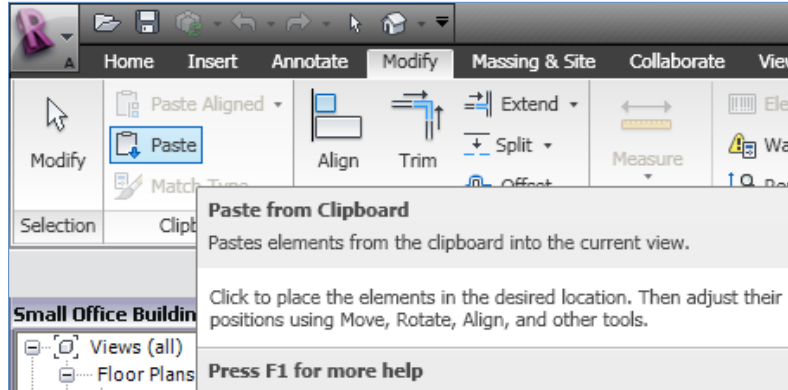 A
Home Insert Annotate Modify Massing & Site Collaborate
Paste Aligned Extend
Paste Split
Modify Align Trim Measure
Match Type Offset
Selection
Paste from Clipboard
Pastes elements from the clipboard into the current view.
Click to place the elements in the desired location. Then adjust their
positions using Move, Rotate, Align, and other tools.
Small Office
Views (all)
Floor Plans
Press F1 for more help